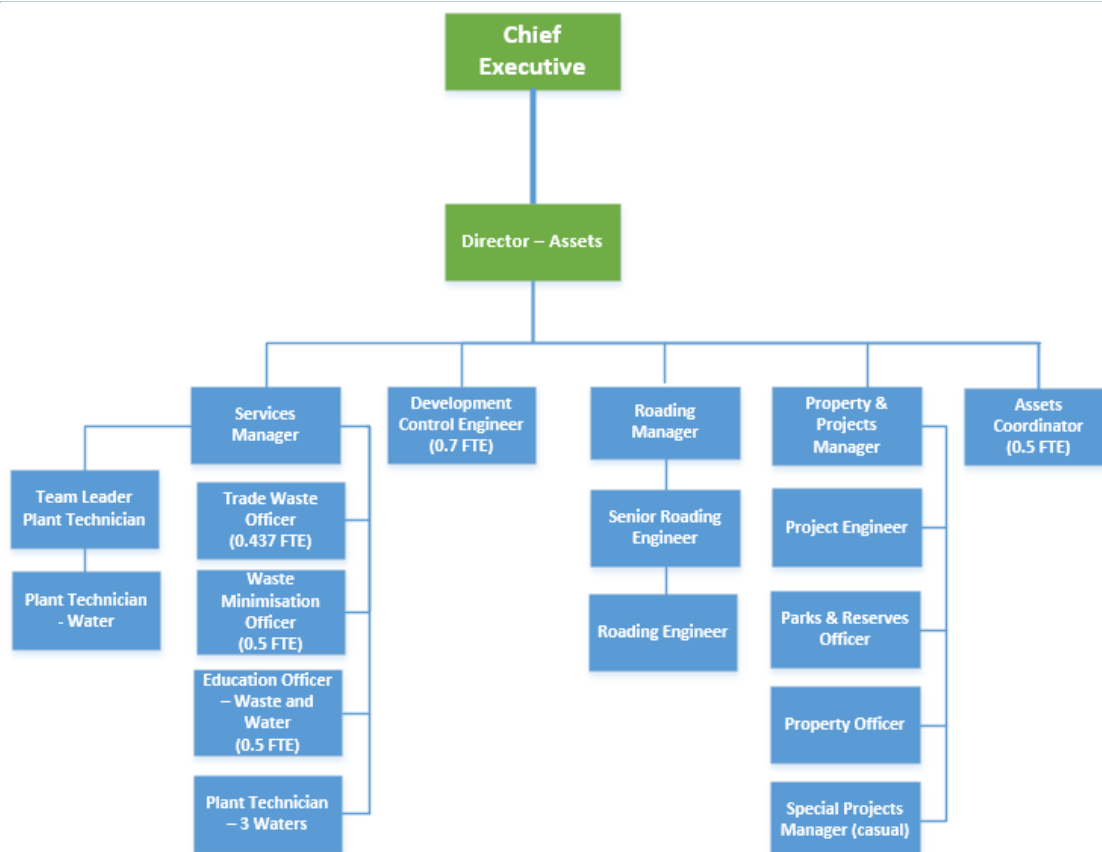 Chief
Executive
Director – Assets
Services
Manager
Development
Control Engineer
(0.7 FTE)
Roading
Manager
Property &
Projects
Manager
Assets
Coordinator
(0.5 FTE)
Team Leader
Plant Technician
Plant Technician
- Water
Trade Waste
Officer
(0.437 FTE)
Waste
Minimisation
Officer
(0.5 FTE)
Education Officer
– Waste and
Water
(0.5 FTE)
Plant Technician
– 3 Waters
Senior Roading
Engineer
Roading Engineer
Project Engineer
Parks & Reserves
Officer
Property Officer
Special Projects
Manager (casual)